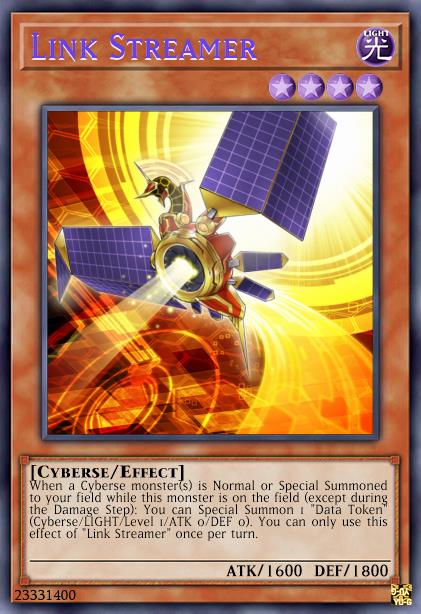 Link Streamer
LIGHT
光
[Cyberse/Effect]
When a Cyberse monster(s) is Normal or Special Summoned
to your field while this monster is on the field (except during
the Damage Step): You can Special Summon 1 "Data Token"
(Cyberse/LIGHT/Level 1/ATK 0/DEF 0). You can only use this
effect of "Link Streamer" once per turn.
ATK/1600 DEF/1800
23331400